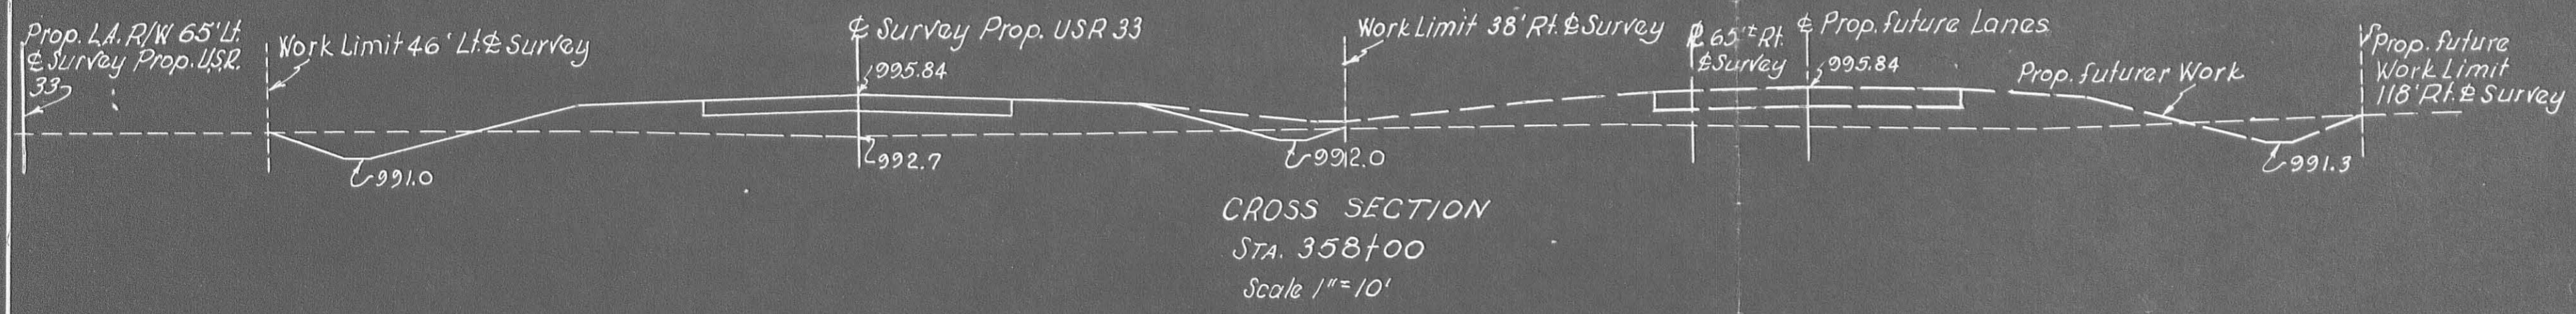 Prop. L.A. R/W 65' Lt.
℄ Survey Prop. U.S.R.
33
Work Limit 46' Lt. ℄ Survey
℄ Survey Prop. USR 33
995.84
Work Limit 38' Rt. ℄ Survey
65'± Rt.
℄ Survey
℄ Prop. future Lanes
995.84
Prop. futurer Work
Prop. future
Work Limit
118' Rt. ℄ Survey
991.0
992.7
992.0
991.3
CROSS SECTION
STA. 358+00
Scale 1"=10'